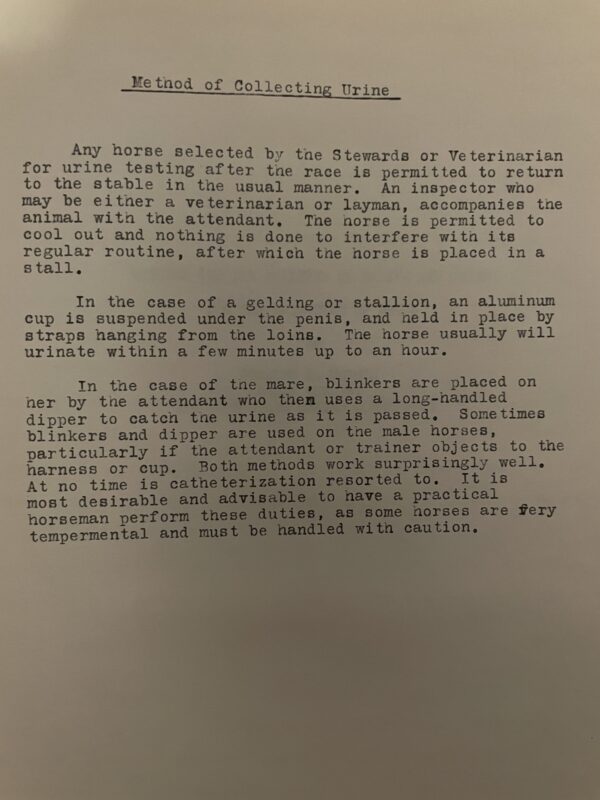 Method of Collecting Urine
Any horse selected by the Stewards or Veterinarian
for urine testing after the race is permitted to return
to the stable in the usual manner. An inspector who
may be either a veterinarian or layman, accompanies the
animal with the attendant. The horse is permitted to
cool out and nothing is done to interfere with its
regular routine, after which the horse is placed in a
stall.
In the case of a gelding or stallion, an aluminum
cup is suspended under the penis, and held in place by
straps hanging from the loins. The horse usually will
urinate within a few minutes up to an hour.
In the case of the mare, blinkers are placed on
her by the attendant who then uses a long-handled
dipper to catch the urine as it is passed. Sometimes
blinkers and dipper are used on the male horses,
particularly if the attendant or trainer objects to the
harness or cup. Both methods work surprisingly well.
At no time is catheterization resorted to. It is
most desirable and advisable to have a practical
horseman perform these duties, as some horses are
tempermental and must be handled with caution.